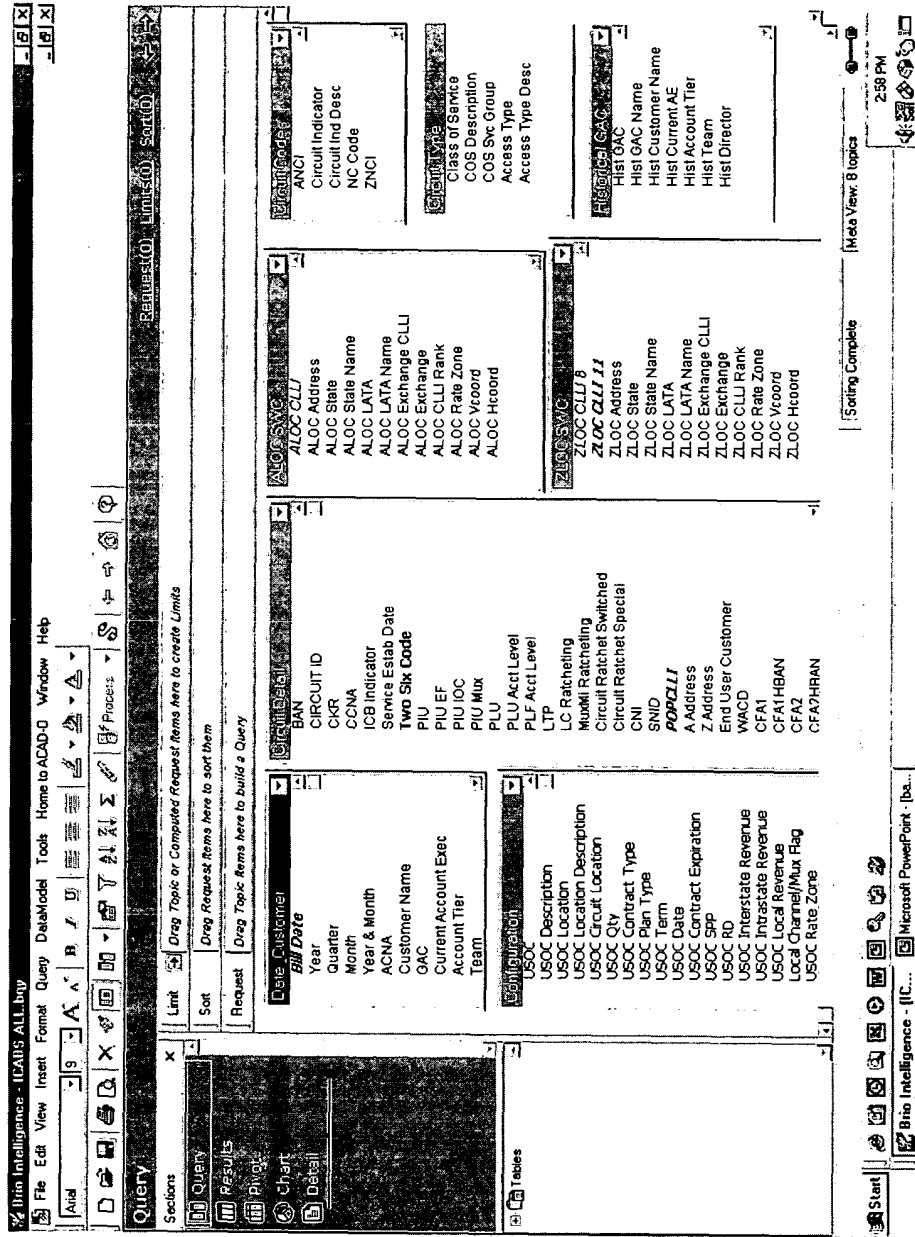 Brio Intelligence - ICABS ALL.bqy
File Edit View Insert Format Query DataModel Tools Home to ACAD-D Window Help
Arial 9
Process
Query
Request(0) Limits(0) Sort(0)
Sections
Query
Results
Pivot
Chart
Detail
Tables
Limit Drag Topic or Computed Request Items here to create Limits
Sort Drag Request Items here to sort them
Request Drag Topic Items here to build a Query
Date_Customer
Bill Date
Year
Quarter
Month
Year & Month
ACNA
Customer Name
GAC
Current Account Exec
Account Tier
Team
Configuration
USOC
USOC Description
USOC Location
USOC Location Description
USOC Circuit Location
USOC Qty
USOC Contract Type
USOC Plan Type
USOC Term
USOC Date
USOC Contract Expiration
USOC SPP
USOC RD
USOC Interstate Revenue
USOC Intrastate Revenue
USOC Local Revenue
Local Channel/Mux Flag
USOC Rate Zone
Circuit Detail
BAN
CIRCUIT ID
CKR
CCNA
ICB Indicator
Service Estab Date
Two Six Code
PIU
PIU EF
PIU IOC
PIU Mux
PLU
PLU Acct Level
PLF Acct Level
LTP
LC Ratcheting
MuxMi Ratcheting
Circuit Ratchet Switched
Circuit Ratchet Special
CNI
SNID
POPCLLI
A Address
Z Address
End User Customer
WACD
CFA1
CFA1HBAN
CFA2
CFA2HBAN
ALOC SWC
ALOC CLLI
ALOC Address
ALOC State
ALOC State Name
ALOC LATA
ALOC LATA Name
ALOC Exchange CLLI
ALOC Exchange
ALOC CLLI Rank
ALOC Rate Zone
ALOC Vcoord
ALOC Hcoord
ZLOC SWC
ZLOC CLLI 8
ZLOC CLLI 11
ZLOC Address
ZLOC State
ZLOC State Name
ZLOC LATA
ZLOC LATA Name
ZLOC Exchange CLLI
ZLOC Exchange
ZLOC CLLI Rank
ZLOC Rate Zone
ZLOC Vcoord
ZLOC Hcoord
Circuit Codes
ANCI
Circuit Indicator
Circuit Ind Desc
NC Code
ZNCI
Circuit Type
Class of Service
COS Description
COS Svc Group
Access Type
Access Type Desc
Historical GAC
Hist GAC
Hist GAC Name
Hist Customer Name
Hist Current AE
Hist Account Tier
Hist Team
Hist Director
Sorting Complete Meta View: 8 topics
Start
Brio Intelligence - [IC...
Microsoft PowerPoint - [ba...
2:58 PM